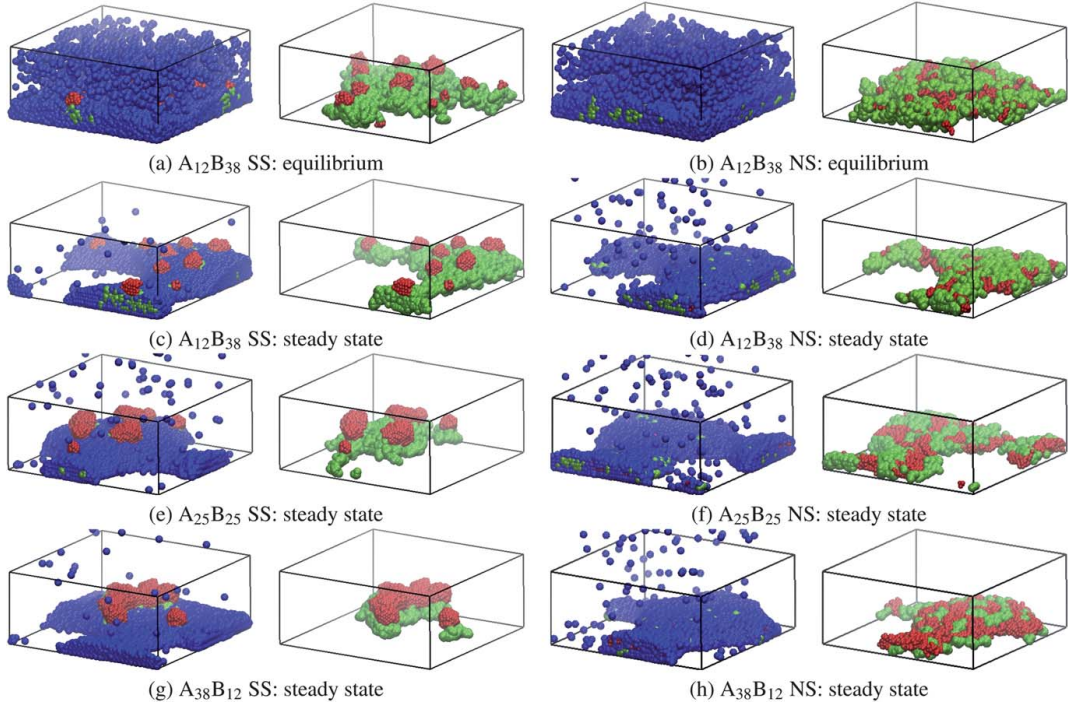 (a) A₁₂B₃₈ SS: equilibrium
(b) A₁₂B₃₈ NS: equilibrium
(c) A₁₂B₃₈ SS: steady state
(d) A₁₂B₃₈ NS: steady state
(e) A₂₅B₂₅ SS: steady state
(f) A₂₅B₂₅ NS: steady state
(g) A₃₈B₁₂ SS: steady state
(h) A₃₈B₁₂ NS: steady state